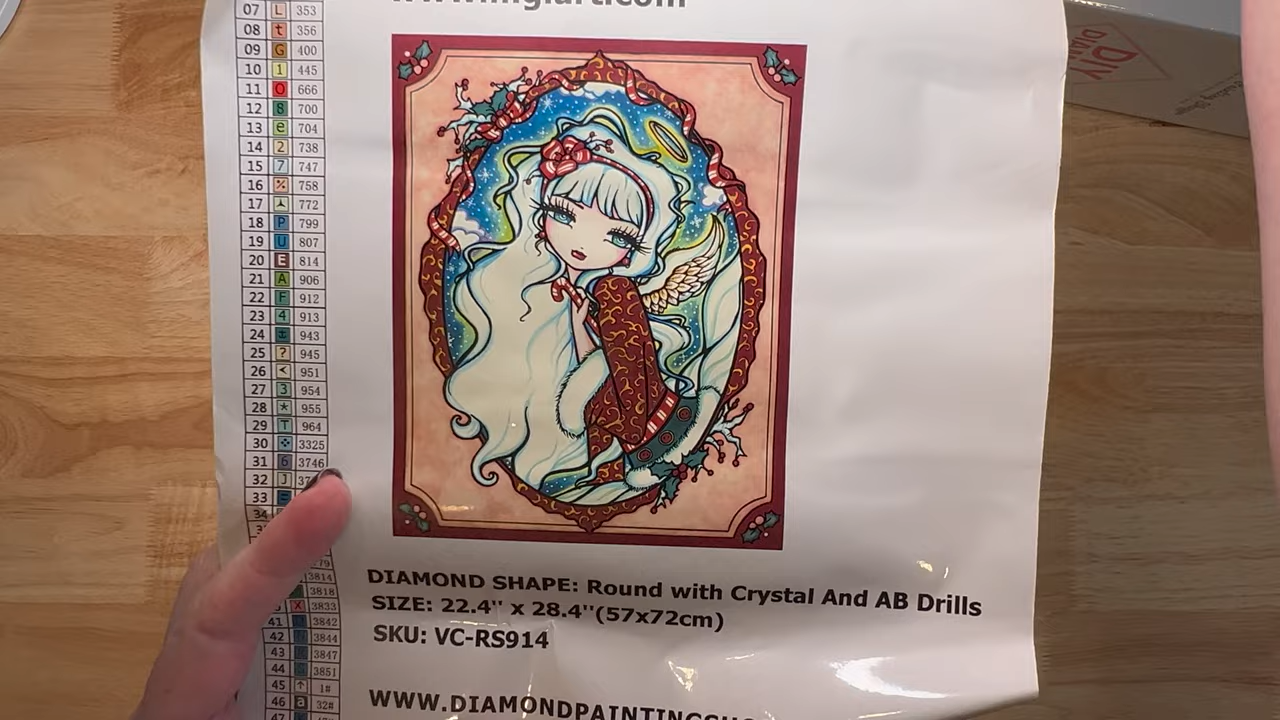 07 L 353
08 t 356
09 G 400
10 1 445
11 O 666
12 8 700
13 e 704
14 2 738
15 7 747
16 % 758
17 772
18 P 799
19 U 807
20 E 814
21 A 906
22 F 912
23 4 913
24 943
25 ? 945
26 < 951
27 3 954
28 * 955
29 T 964
30 3325
31 6 3746
32 J
33
34
3814
3818
X 3833
41 3842
42 3844
43 3847
44 3851
45 ↑ 1#
46 a 32#
47
DIAMOND SHAPE: Round with Crystal And AB Drills
SIZE: 22.4" x 28.4"(57x72cm)
SKU: VC-RS914
WWW.DIAMONDPAINTINGSHO
DIY